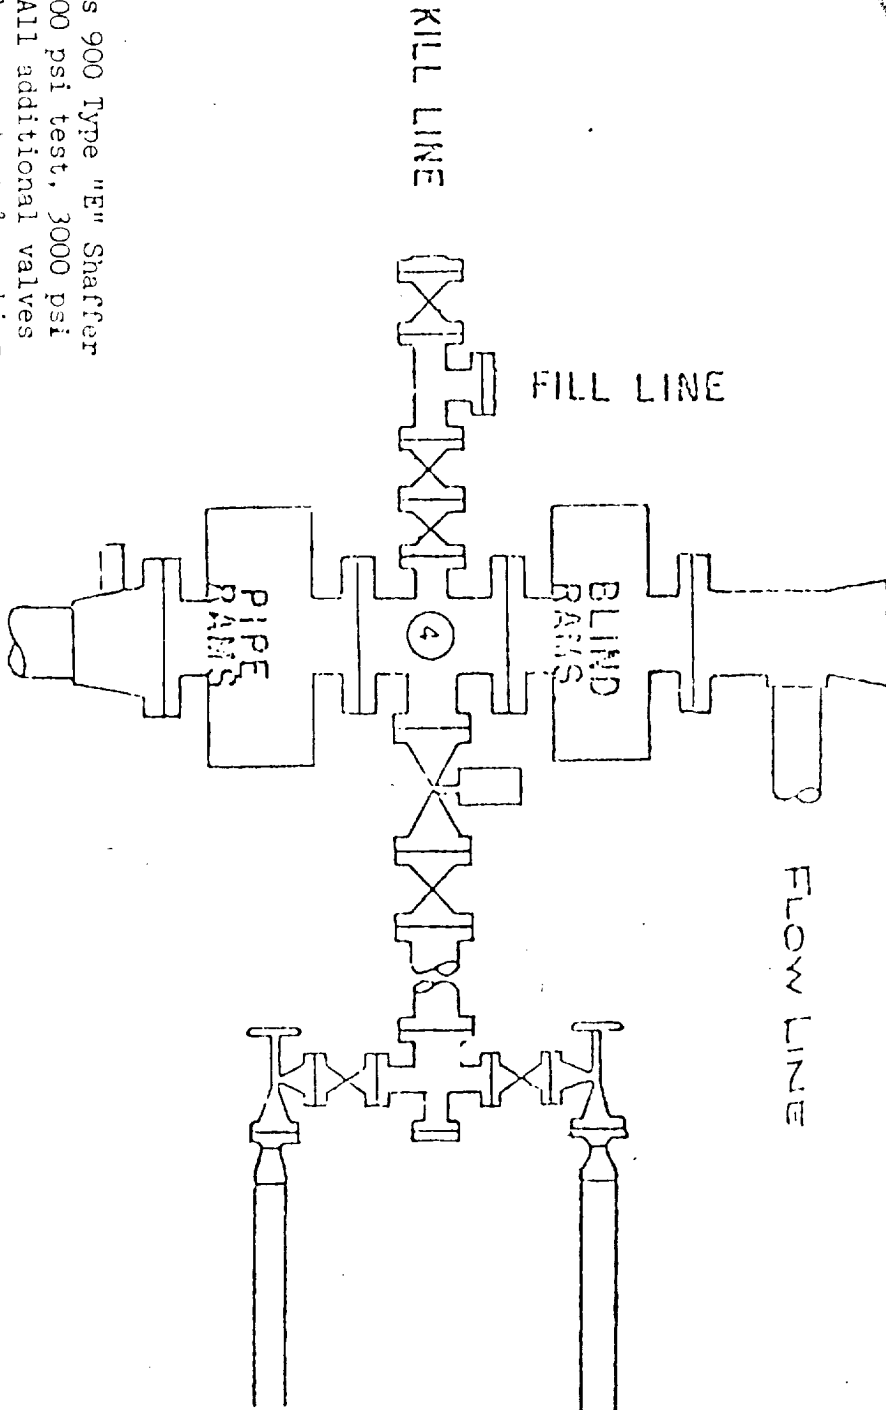 KILL LINE
s 900 Type "E" Shaffer
00 psi test, 3000 psi
All additional valves
FILL LINE
BLIND
RAMS
4
PIPE
RAMS
FLOW LINE